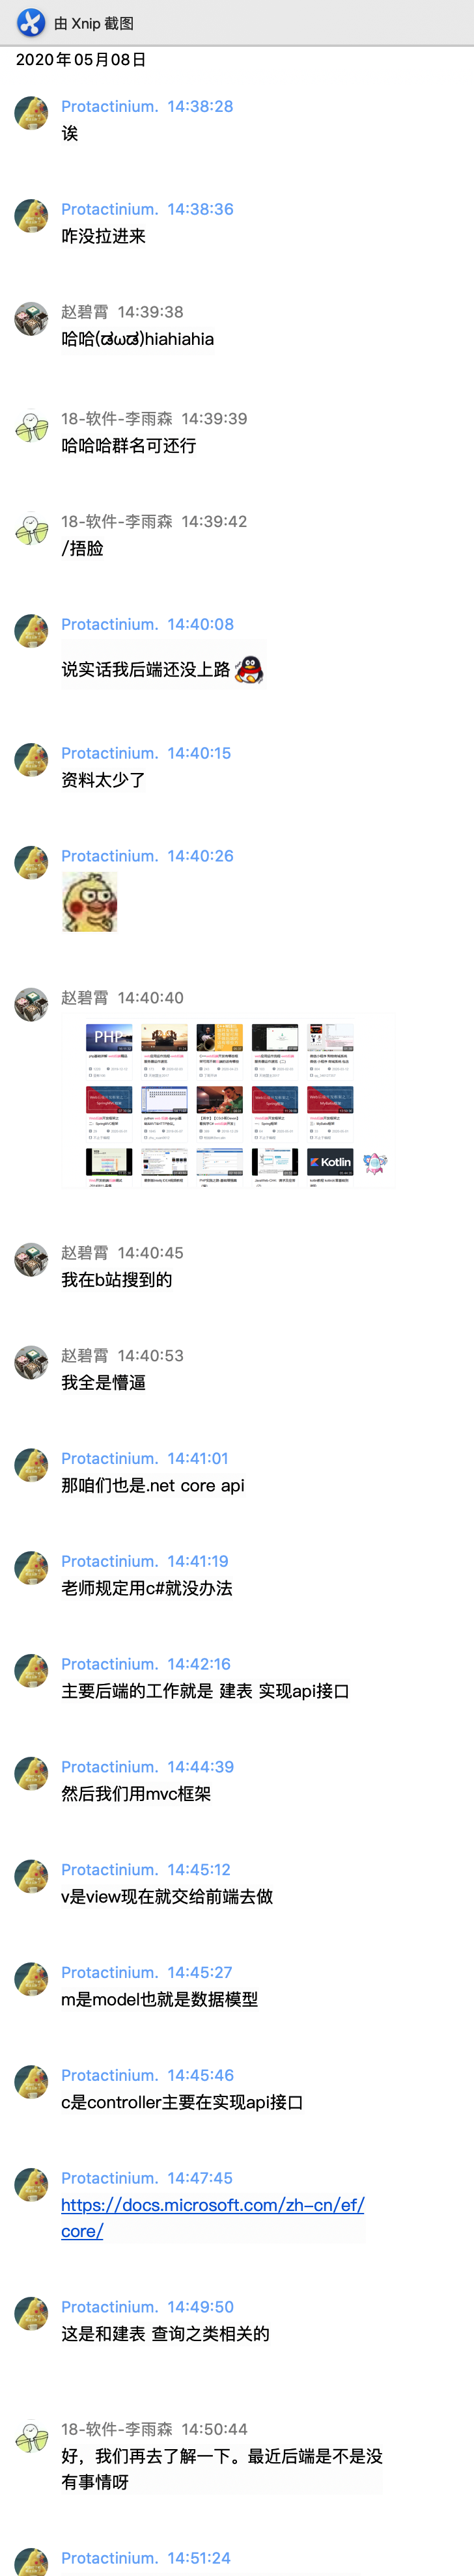 由 Xnip 截图
2020年05月08日
Protactinium. 14:38:28
诶
Protactinium. 14:38:36
咋没拉进来
赵碧霄 14:39:38
哈哈(ಡωಡ)hiahiahia
18-软件-李雨森 14:39:39
哈哈哈群名可还行
18-软件-李雨森 14:39:42
/捂脸
Protactinium. 14:40:08
说实话我后端还没上路
Protactinium. 14:40:15
资料太少了
Protactinium. 14:40:26
赵碧霄 14:40:40
PHP
Kotlin
赵碧霄 14:40:45
我在b站搜到的
赵碧霄 14:40:53
我全是懵逼
Protactinium. 14:41:01
那咱们也是.net core api
Protactinium. 14:41:19
老师规定用c#就没办法
Protactinium. 14:42:16
主要后端的工作就是 建表 实现api接口
Protactinium. 14:44:39
然后我们用mvc框架
Protactinium. 14:45:12
v是view现在就交给前端去做
Protactinium. 14:45:27
m是model也就是数据模型
Protactinium. 14:45:46
c是controller主要在实现api接口
Protactinium. 14:47:45
https://docs.microsoft.com/zh-cn/ef/
core/
Protactinium. 14:49:50
这是和建表 查询之类相关的
18-软件-李雨森 14:50:44
好，我们再去了解一下。最近后端是不是没
有事情呀
Protactinium. 14:51:24